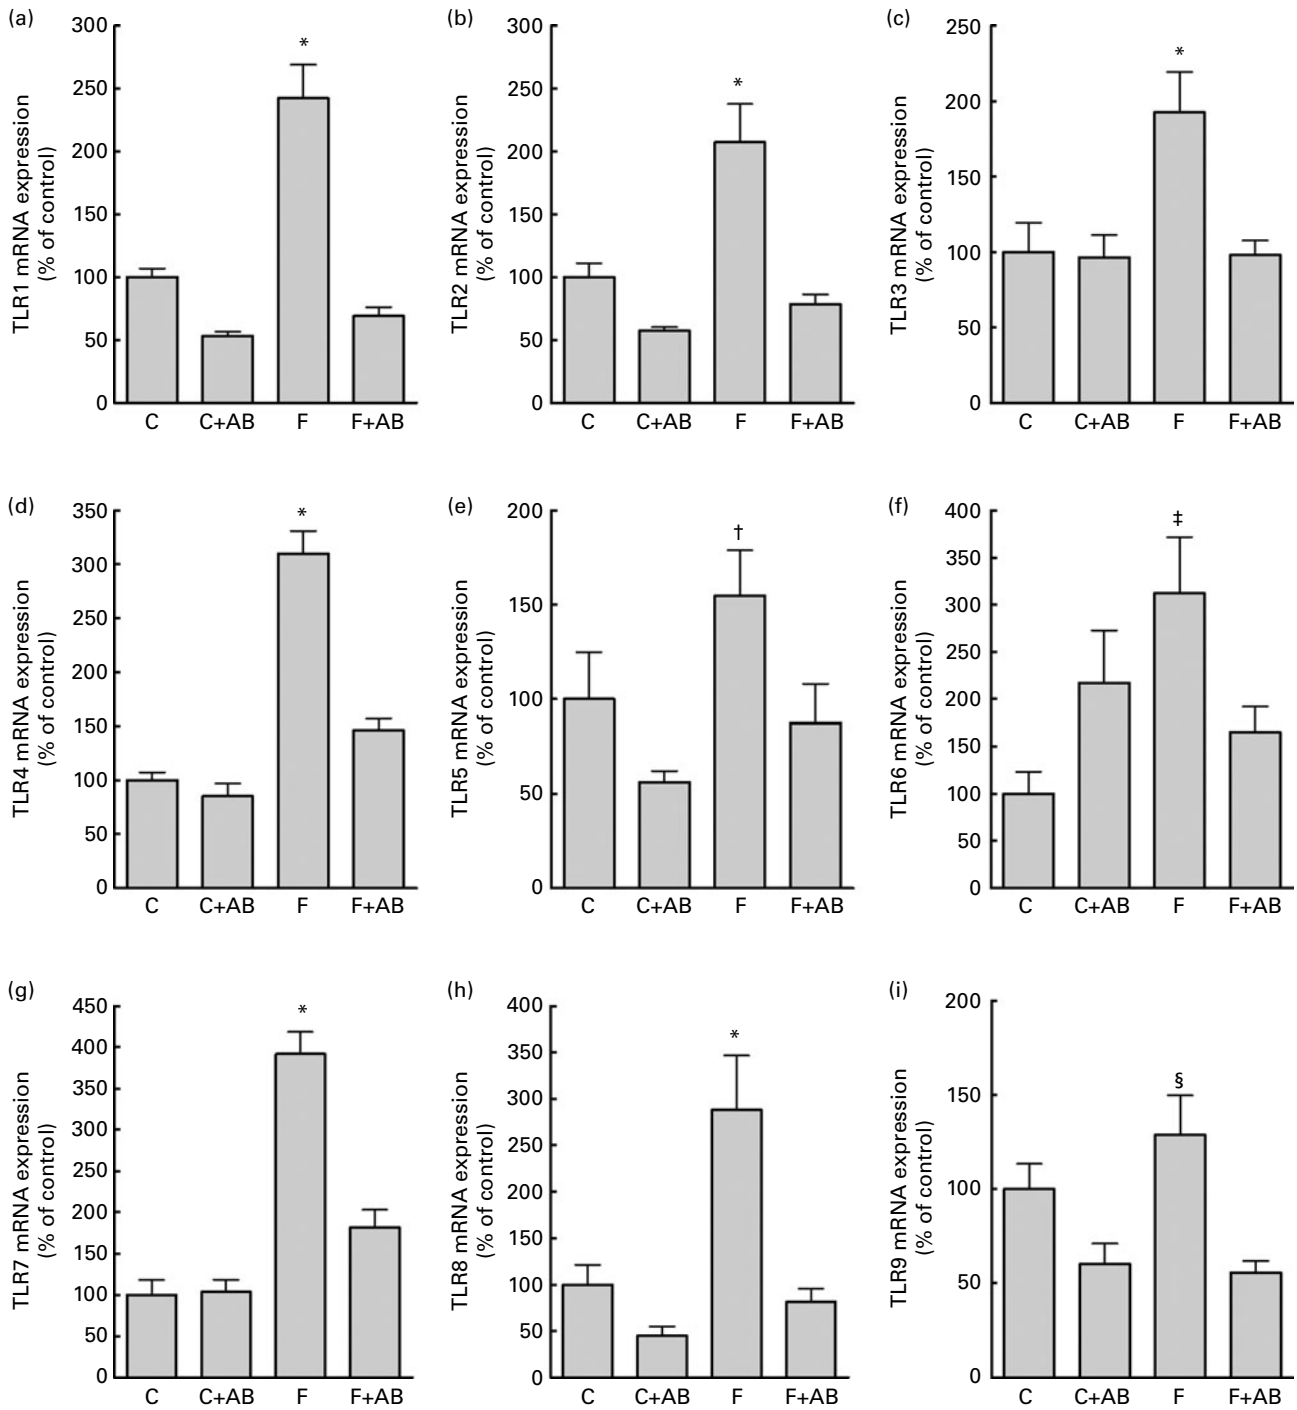 (a)
TLR1 mRNA expression
(% of control)
300
250
200
150
100
50
0
*
C C+AB F F+AB
(b)
TLR2 mRNA expression
(% of control)
300
250
200
150
100
50
0
*
C C+AB F F+AB
(c)
TLR3 mRNA expression
(% of control)
250
200
150
100
50
0
*
C C+AB F F+AB
(d)
TLR4 mRNA expression
(% of control)
350
300
250
200
150
100
50
0
*
C C+AB F F+AB
(e)
TLR5 mRNA expression
(% of control)
200
150
100
50
0
†
C C+AB F F+AB
(f)
TLR6 mRNA expression
(% of control)
400
350
300
250
200
150
100
50
0
‡
C C+AB F F+AB
(g)
TLR7 mRNA expression
(% of control)
450
400
350
300
250
200
150
100
50
0
*
C C+AB F F+AB
(h)
TLR8 mRNA expression
(% of control)
400
350
300
250
200
150
100
50
0
*
C C+AB F F+AB
(i)
TLR9 mRNA expression
(% of control)
200
150
100
50
0
§
C C+AB F F+AB